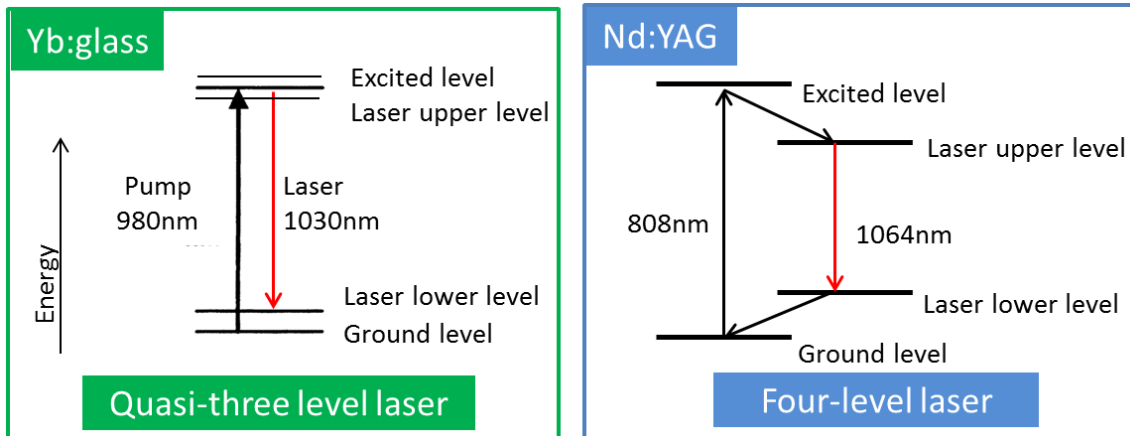 Yb:glass
Excited level
Laser upper level
Pump
980nm
Laser
1030nm
Energy
Laser lower level
Ground level
Quasi-three level laser
Nd:YAG
Excited level
Laser upper level
808nm
1064nm
Laser lower level
Ground level
Four-level laser